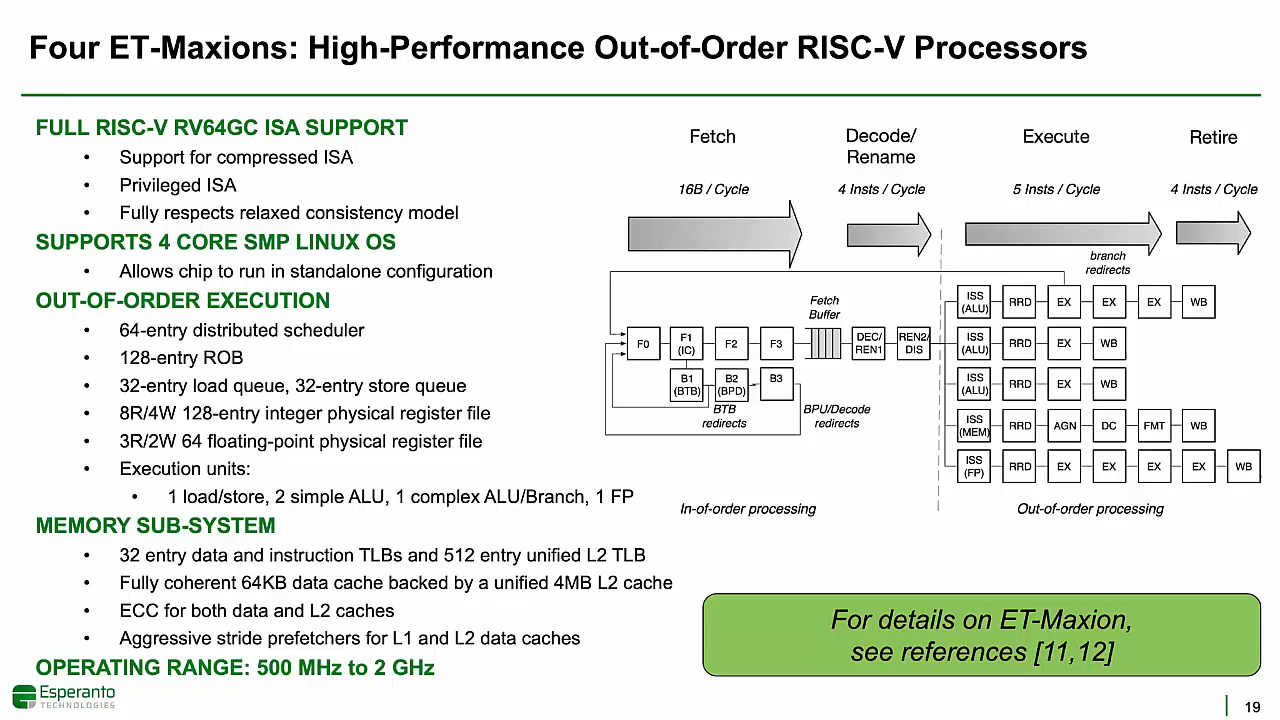 Four ET-Maxions: High-Performance Out-of-Order RISC-V Processors
FULL RISC-V RV64GC ISA SUPPORT
• Support for compressed ISA
• Privileged ISA
• Fully respects relaxed consistency model
SUPPORTS 4 CORE SMP LINUX OS
• Allows chip to run in standalone configuration
OUT-OF-ORDER EXECUTION
• 64-entry distributed scheduler
• 128-entry ROB
• 32-entry load queue, 32-entry store queue
• 8R/4W 128-entry integer physical register file
• 3R/2W 64 floating-point physical register file
• Execution units:
• 1 load/store, 2 simple ALU, 1 complex ALU/Branch, 1 FP
MEMORY SUB-SYSTEM
• 32 entry data and instruction TLBs and 512 entry unified L2 TLB
• Fully coherent 64KB data cache backed by a unified 4MB L2 cache
• ECC for both data and L2 caches
• Aggressive stride prefetchers for L1 and L2 data caches
OPERATING RANGE: 500 MHz to 2 GHz
Fetch
Decode/
Rename
Execute
Retire
16B / Cycle
4 Insts / Cycle
5 Insts / Cycle
4 Insts / Cycle
branch
redirects
Fetch
Buffer
F0
F1
(IC)
F2
F3
DEC/
REN1
REN2/
DIS
B1
(BTB)
B2
(BPD)
B3
BTB
redirects
BPU/Decode
redirects
ISS
(ALU)
RRD
EX
EX
EX
WB
ISS
(ALU)
RRD
EX
WB
ISS
(ALU)
RRD
EX
WB
ISS
(MEM)
RRD
AGN
DC
FMT
WB
ISS
(FP)
RRD
EX
EX
EX
EX
WB
In-of-order processing
Out-of-order processing
For details on ET-Maxion,
see references [11,12]
Esperanto
TECHNOLOGIES
19